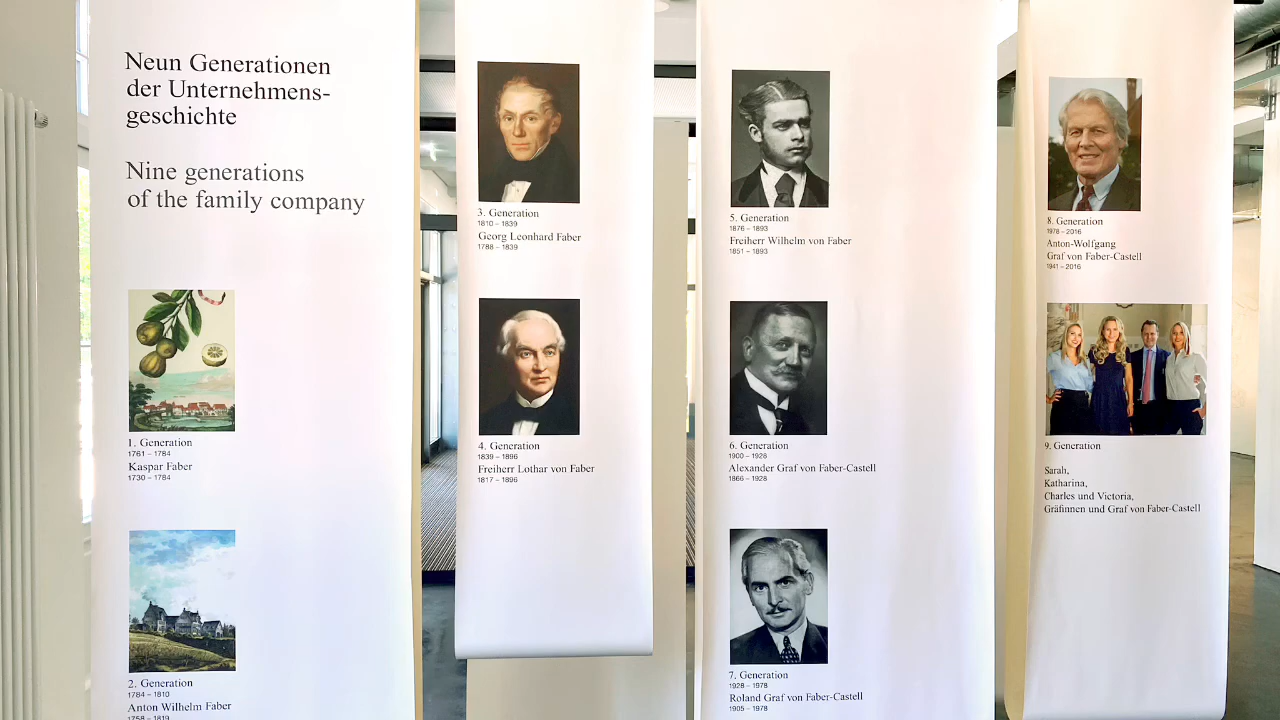 Neun Generationen
der Unternehmens-
geschichte
Nine generations
of the family company
1. Generation
1761 – 1784
Kaspar Faber
1730 – 1784
2. Generation
1784 – 1810
Anton Wilhelm Faber
1758 – 1819
3. Generation
1810 – 1839
Georg Leonhard Faber
1788 – 1839
4. Generation
1839 – 1896
Freiherr Lothar von Faber
1817 – 1896
5. Generation
1876 – 1893
Freiherr Wilhelm von Faber
1851 – 1893
6. Generation
1900 – 1928
Alexander Graf von Faber-Castell
1866 – 1928
7. Generation
1928 – 1978
Roland Graf von Faber-Castell
1905 – 1978
8. Generation
1978 – 2016
Anton-Wolfgang
Graf von Faber-Castell
1941 – 2016
9. Generation
Sarah,
Katharina,
Charles und Victoria,
Gräfinnen und Graf von Faber-Castell